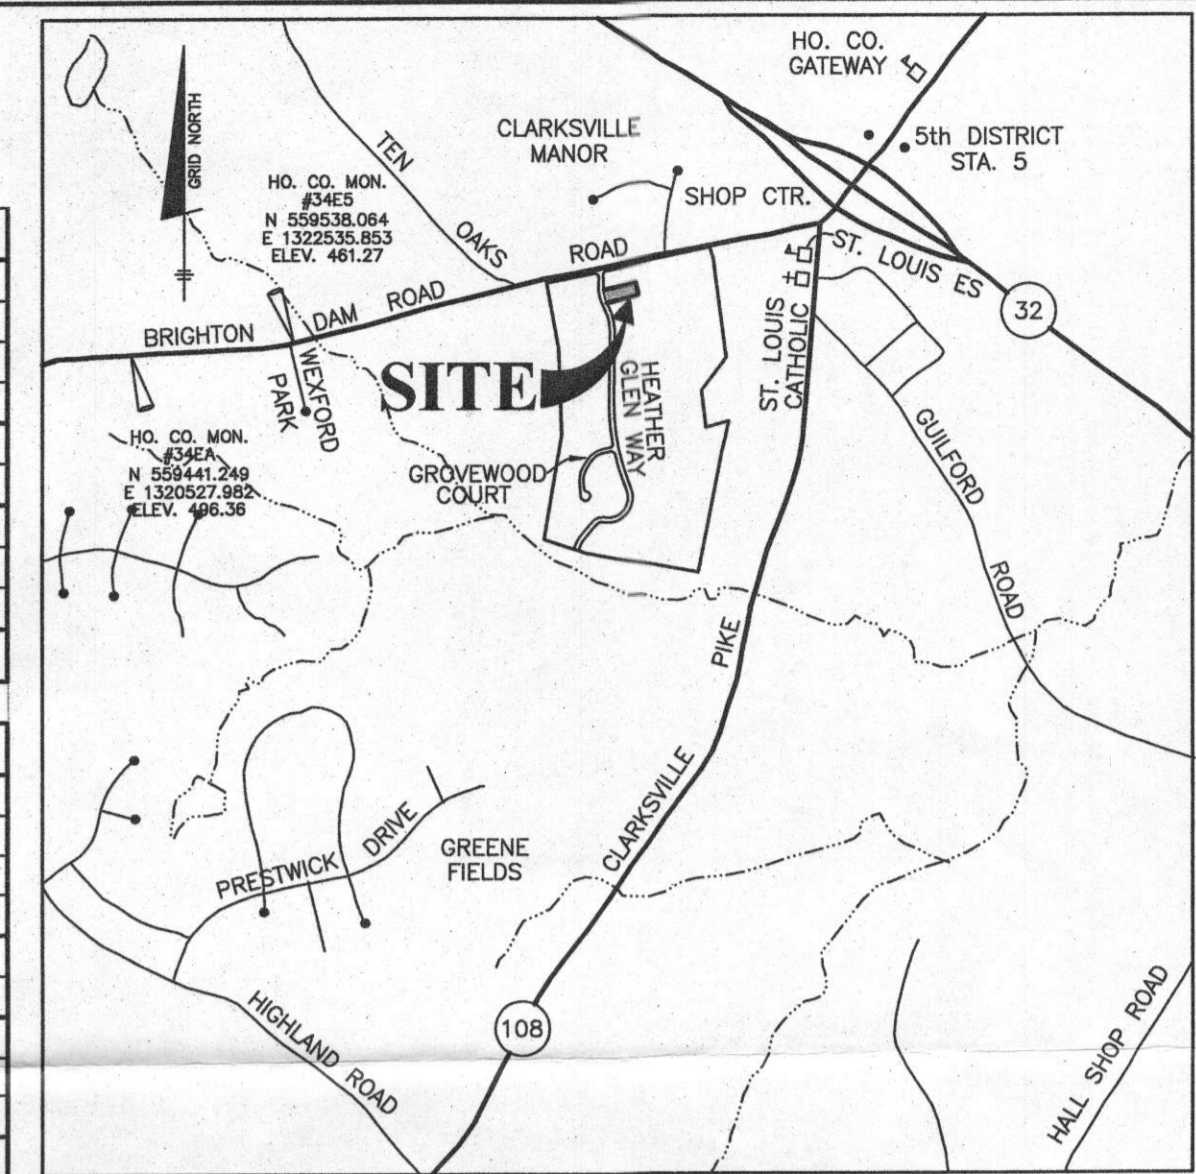 HO. CO.
GATEWAY
GRID NORTH
TEN
OAKS
CLARKSVILLE
MANOR
5th DISTRICT
STA. 5
HO. CO. MON.
#34E5
N 559538.064
E 1322535.853
ELEV. 461.27
SHOP CTR.
BRIGHTON
DAM
ROAD
ROAD
ST. LOUIS ES
32
WEXFORD
PARK
SITE
HEATHER
GLEN WAY
ST. LOUIS
CATHOLIC
HO. CO. MON.
#34EA
N 559441.249
E 1320527.982
ELEV. 496.36
GROVEWOOD
COURT
GUILFORD
ROAD
PIKE
CLARKSVILLE
PRESTWICK
DRIVE
GREENE
FIELDS
HIGHLAND ROAD
108
HALL SHOP ROAD